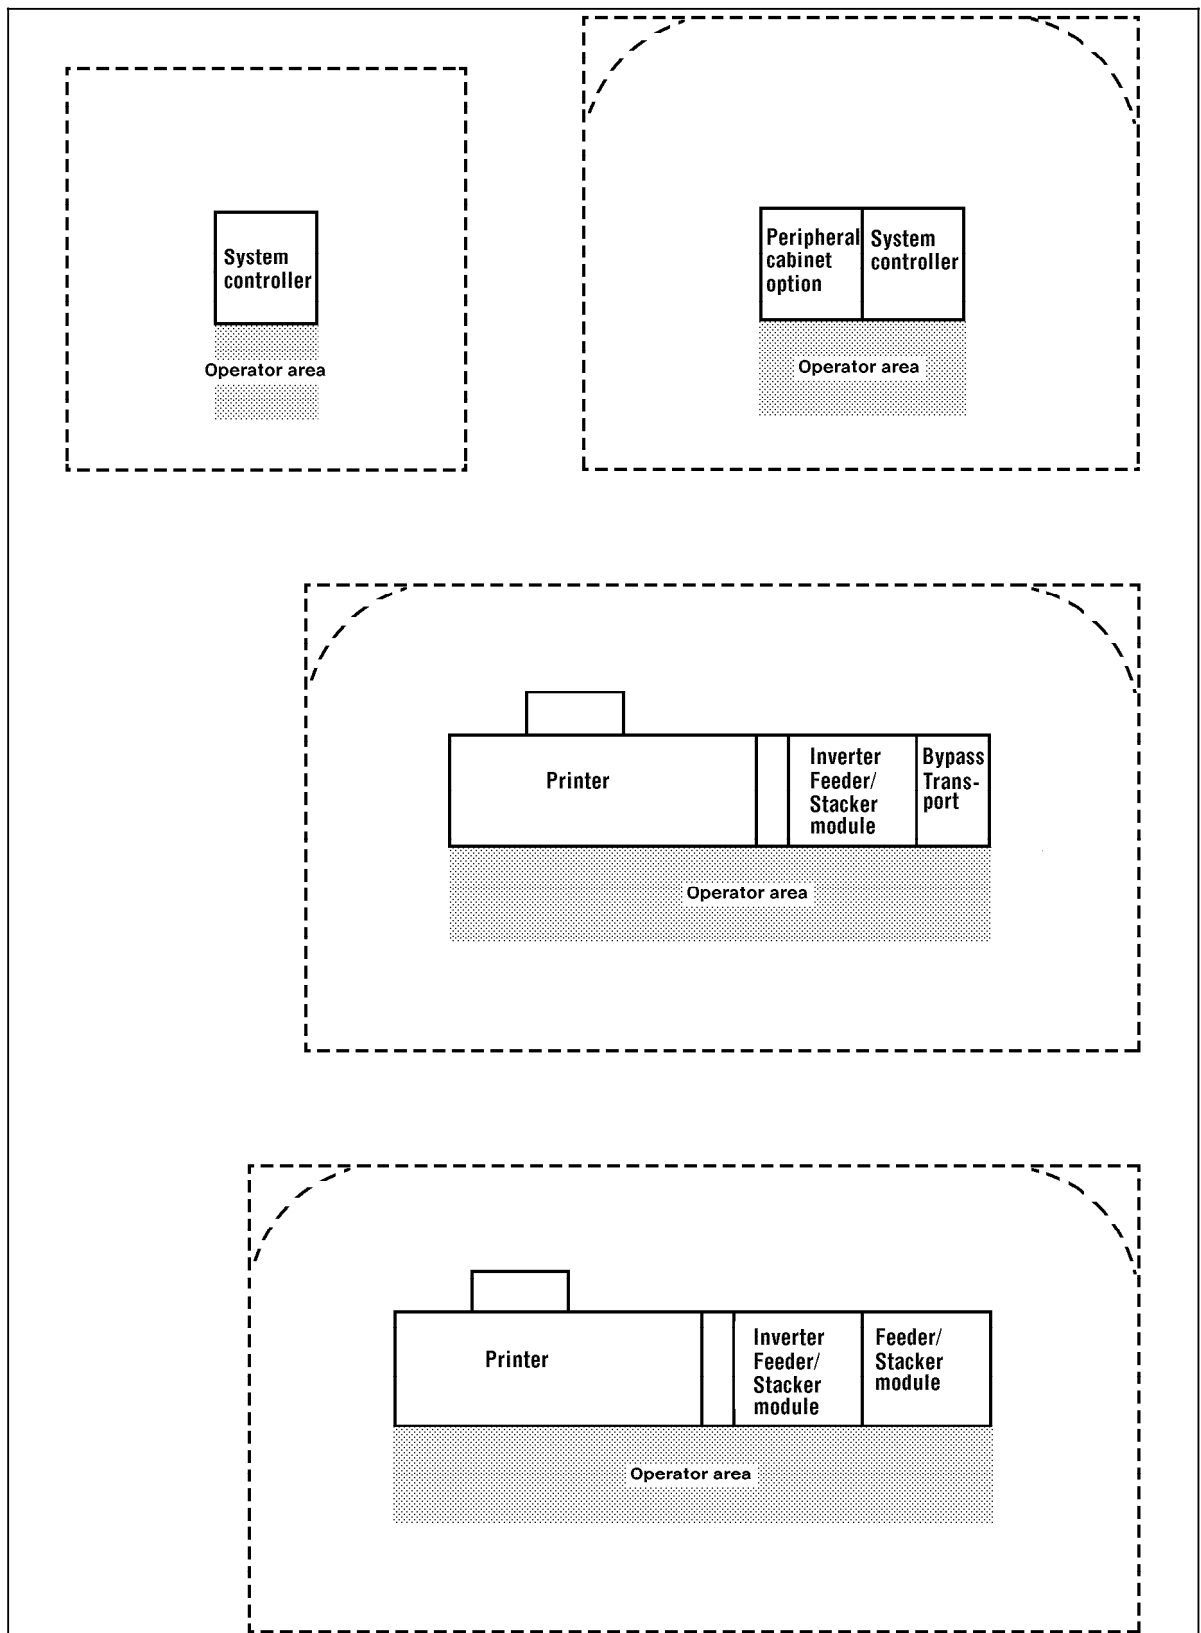 System
controller
Operator area
Peripheral
cabinet
option
System
controller
Operator area
Printer
Inverter
Feeder/
Stacker
module
Bypass
Trans-
port
Operator area
Printer
Inverter
Feeder/
Stacker
module
Feeder/
Stacker
module
Operator area